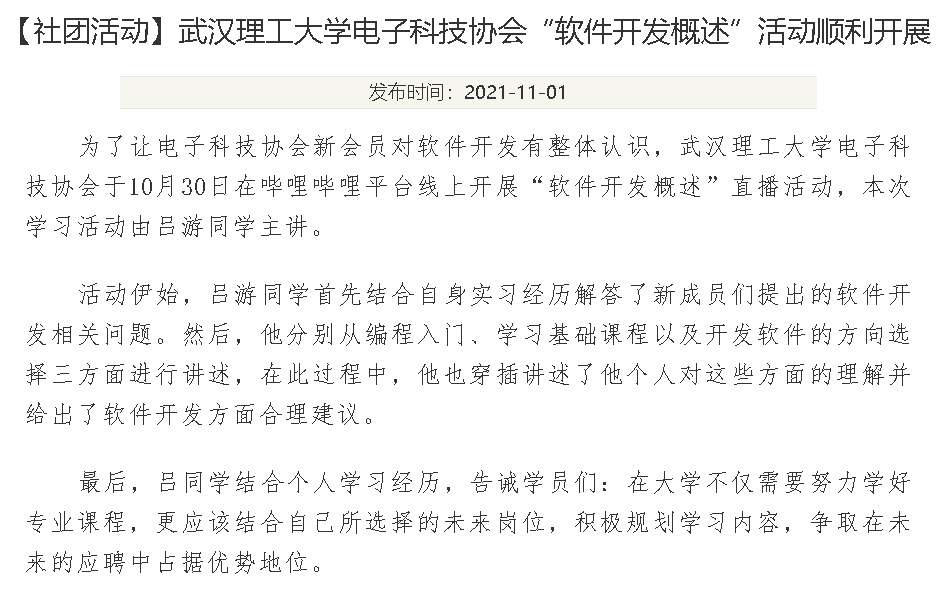 【社团活动】武汉理工大学电子科技协会“软件开发概述”活动顺利开展
发布时间：2021-11-01
为了让电子科技协会新会员对软件开发有整体认识，武汉理工大学电子科
技协会于10月30日在哔哩哔哩平台线上开展“软件开发概述”直播活动，本次
学习活动由吕游同学主讲。
活动伊始，吕游同学首先结合自身实习经历解答了新成员们提出的软件开
发相关问题。然后，他分别从编程入门、学习基础课程以及开发软件的方向选
择三方面进行讲述，在此过程中，他也穿插讲述了他个人对这些方面的理解并
给出了软件开发方面合理建议。
最后，吕同学结合个人学习经历，告诫学员们：在大学不仅需要努力学好
专业课程，更应该结合自己所选择的未来岗位，积极规划学习内容，争取在未
来的应聘中占据优势地位。